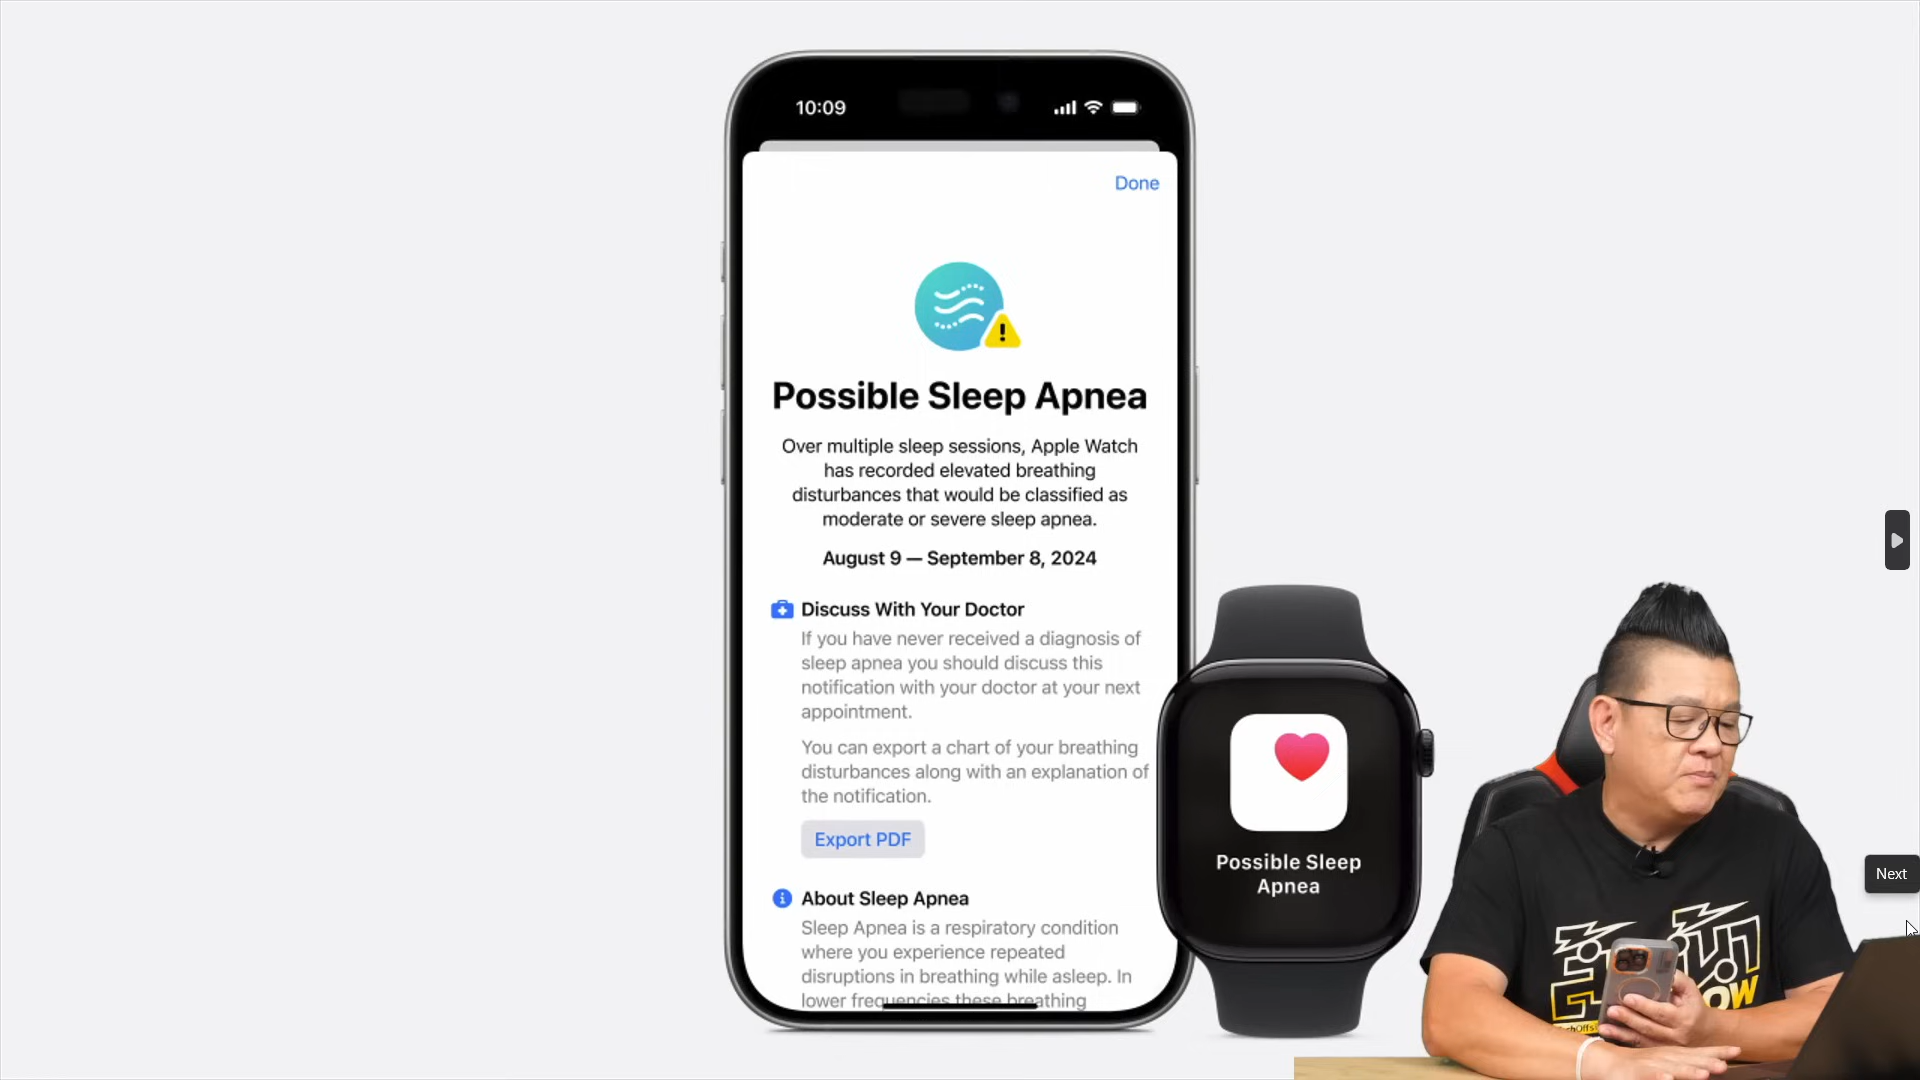 10:09
Done
Possible Sleep Apnea
Over multiple sleep sessions, Apple Watch
has recorded elevated breathing
disturbances that would be classified as
moderate or severe sleep apnea.
August 9 — September 8, 2024
Discuss With Your Doctor
If you have never received a diagnosis of
sleep apnea you should discuss this
notification with your doctor at your next
appointment.
You can export a chart of your breathing
disturbances along with an explanation of
the notification.
Export PDF
About Sleep Apnea
Sleep Apnea is a respiratory condition
where you experience repeated
disruptions in breathing while asleep. In
lower frequencies these breathing
Possible Sleep
Apnea
Next